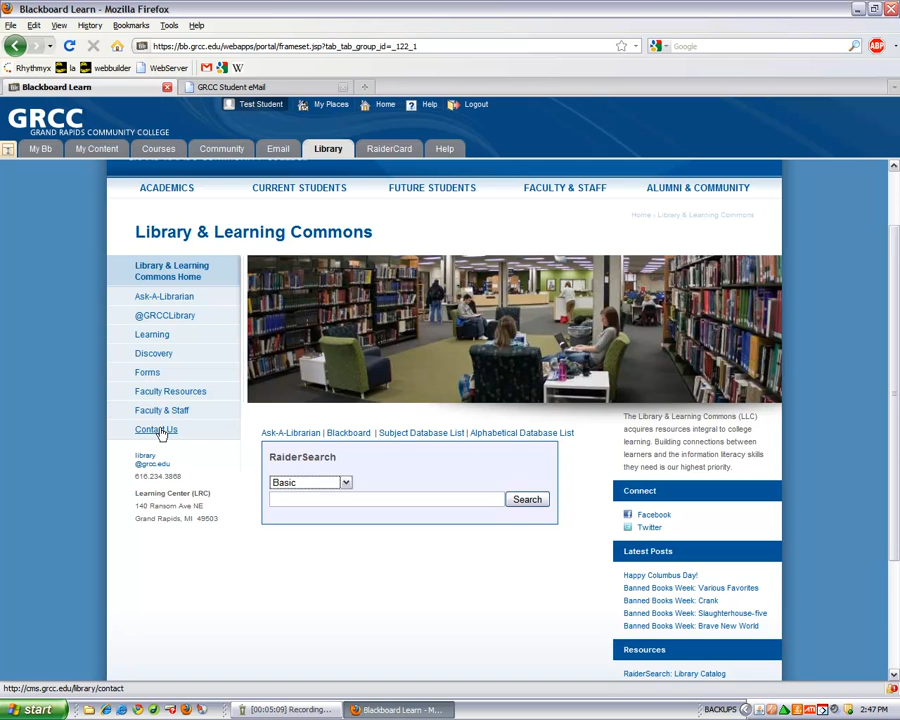 Blackboard Learn - Mozilla Firefox
File Edit View History Bookmarks Tools Help
https://bb.grcc.edu/webapps/portal/frameset.jsp?tab_tab_group_id=_122_1
Google
ABP
Rhythmyx la webbuilder WebServer
Blackboard Learn
GRCC Student eMail
Test Student My Places Home Help Logout
GRCC
GRAND RAPIDS COMMUNITY COLLEGE
My Bb My Content Courses Community Email Library RaiderCard Help
ACADEMICS CURRENT STUDENTS FUTURE STUDENTS FACULTY & STAFF ALUMNI & COMMUNITY
Home › Library & Learning Commons
Library & Learning Commons
Library & Learning
Commons Home
Ask-A-Librarian
@GRCCLibrary
Learning
Discovery
Forms
Faculty Resources
Faculty & Staff
Contact Us
library
@grcc.edu
616.234.3868
Learning Center (LRC)
140 Ransom Ave NE
Grand Rapids, MI 49503
Ask-A-Librarian | Blackboard | Subject Database List | Alphabetical Database List
RaiderSearch
Basic
Search
The Library & Learning Commons (LLC)
acquires resources integral to college
learning. Building connections between
learners and the information literacy skills
they need is our highest priority.
Connect
Facebook
Twitter
Latest Posts
Happy Columbus Day!
Banned Books Week: Various Favorites
Banned Books Week: Crank
Banned Books Week: Slaughterhouse-five
Banned Books Week: Brave New World
Resources
RaiderSearch: Library Catalog
http://cms.grcc.edu/library/contact
start
[00:05:09] Recording...
Blackboard Learn - M...
BACKUPS
2:47 PM